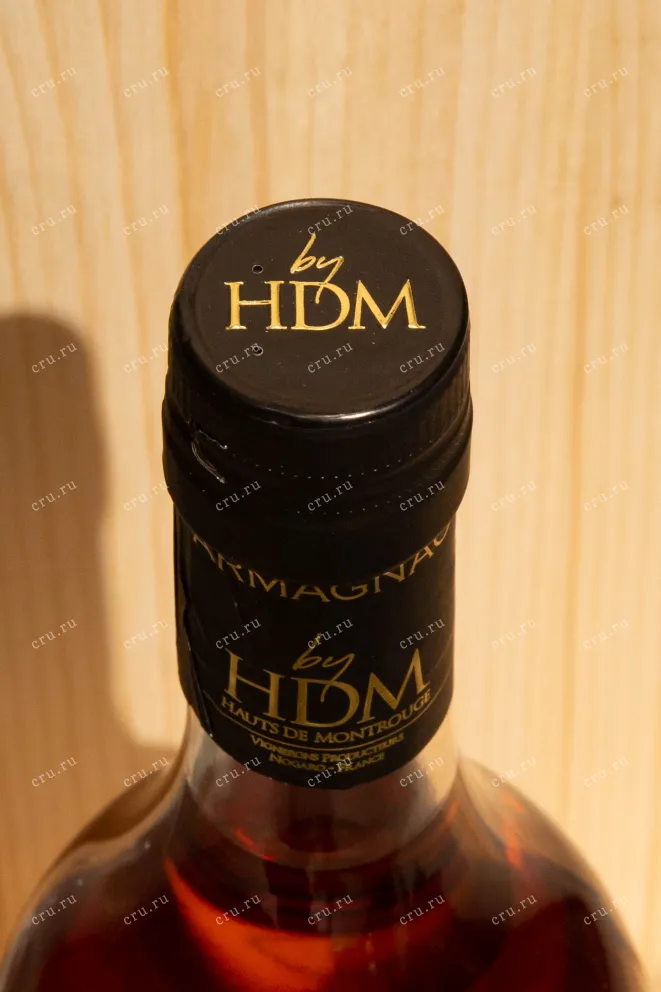 by
HDM
ARMAGNAC
by
HDM
HAUTS DE MONTROUGE
VIGNERONS PRODUCTEURS
NOGARO - FRANCE
cru.ru